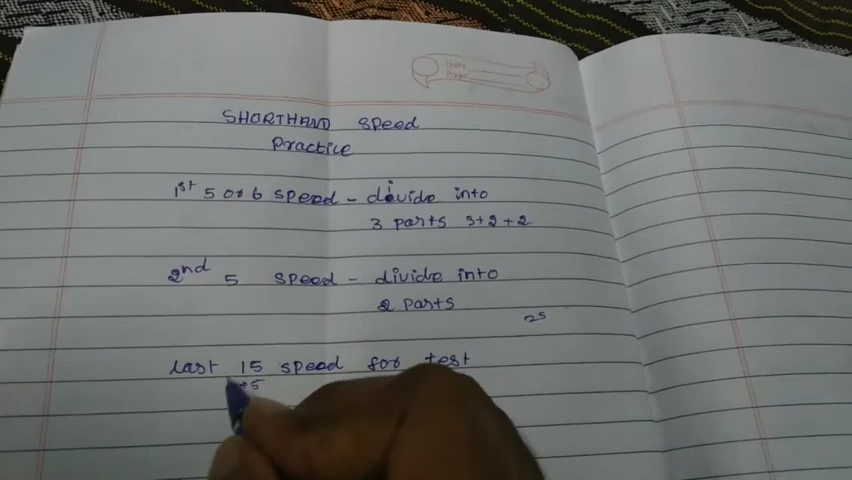 SHORTHAND speed
Practice
1st 5 or 6 speed - divide into
3 parts 3+2+2
2nd 5 speed - divide into
2 parts
25
Last 15 speed for test